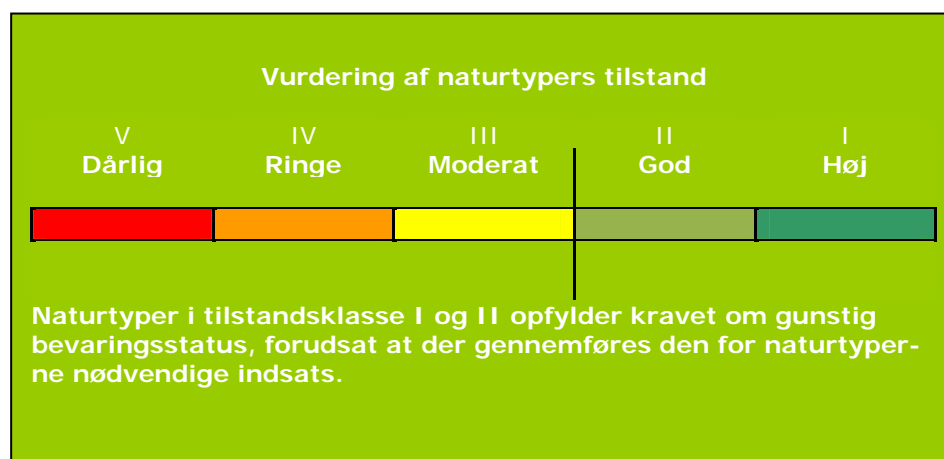 Vurdering af naturtypers tilstand
V IV III II I
Dårlig Ringe Moderat God Høj
Naturtyper i tilstandsklasse I og II opfylder kravet om gunstig
bevaringsstatus, forudsat at der gennemføres den for naturtyper-
ne nødvendige indsats.